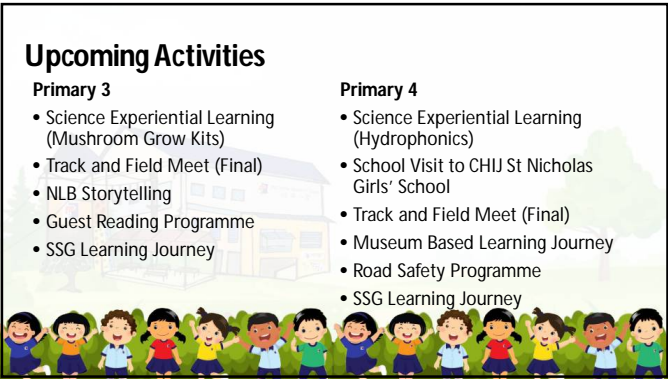 Upcoming Activities
Primary 3
• Science Experiential Learning
(Mushroom Grow Kits)
• Track and Field Meet (Final)
• NLB Storytelling
• Guest Reading Programme
• SSG Learning Journey
Primary 4
• Science Experiential Learning
(Hydrophonics)
• School Visit to CHIJ St Nicholas
Girls' School
• Track and Field Meet (Final)
• Museum Based Learning Journey
• Road Safety Programme
• SSG Learning Journey